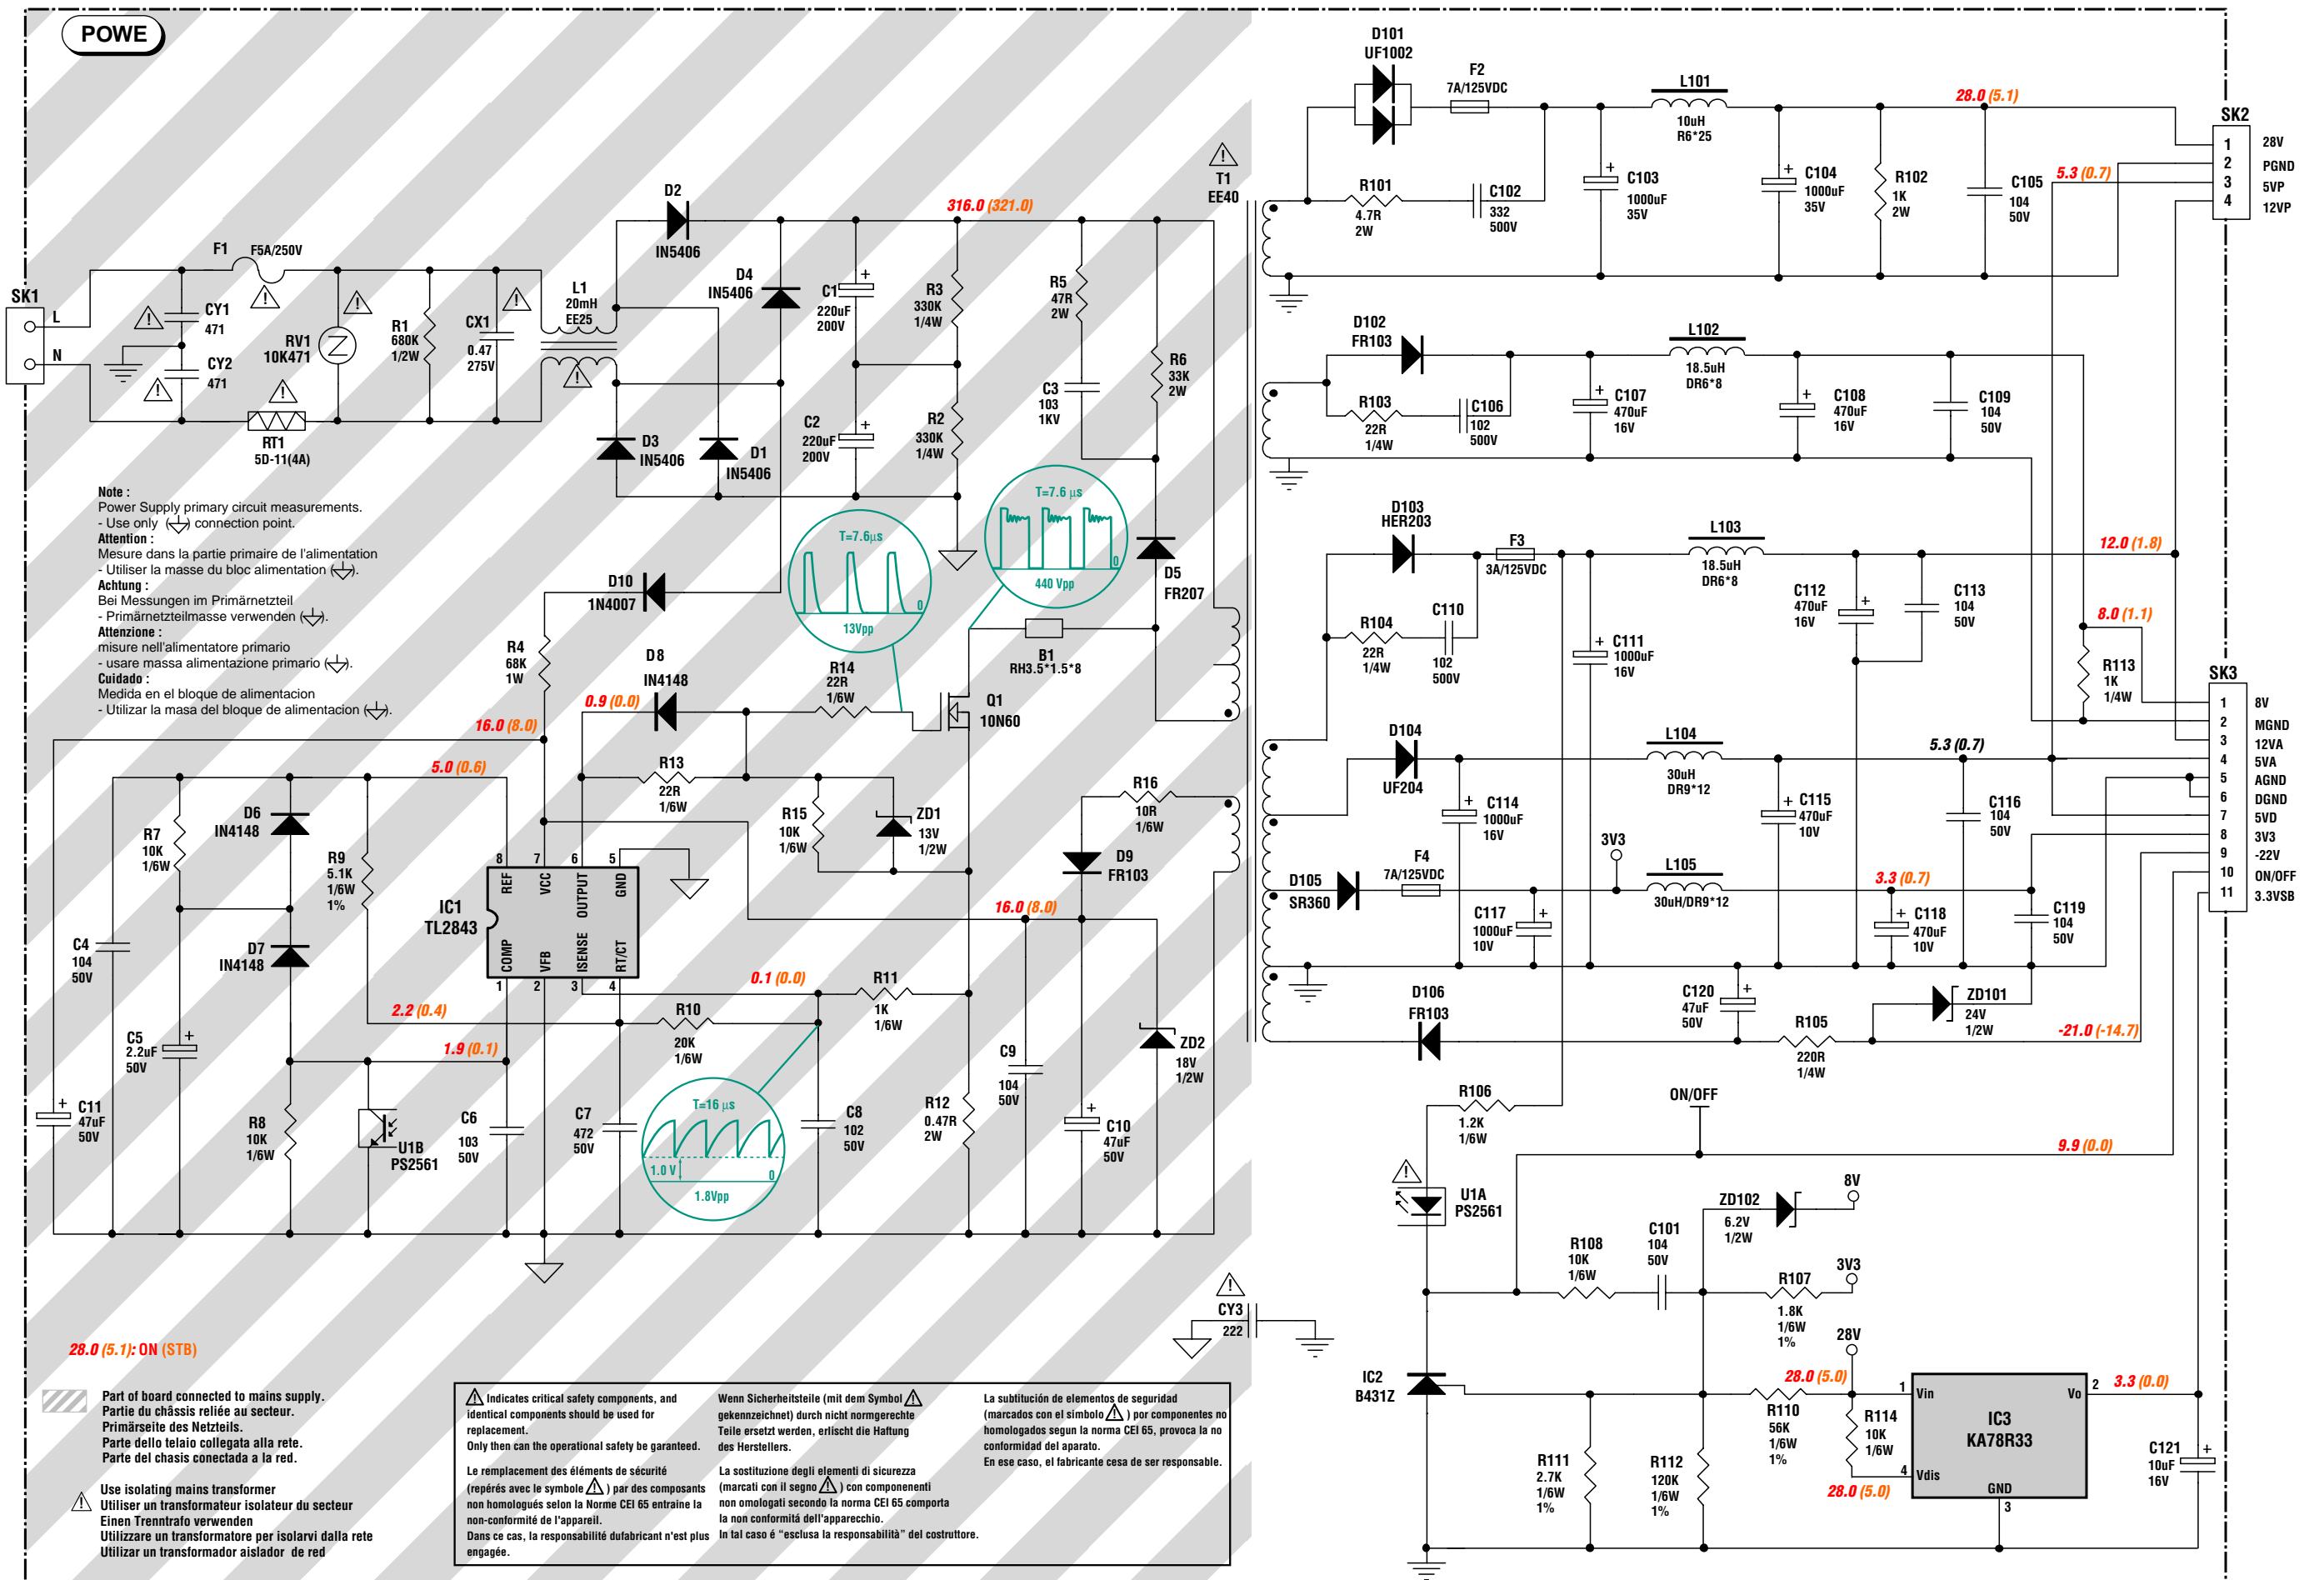 POWE
SK1
L
N
F1
F5A/250V
CY1
471
CY2
471
RT1
5D-11(4A)
RV1
10K471
R1
680K
1/2W
CX1
0.47
275V
L1
20mH
EE25
D2
IN5406
D4
IN5406
D3
IN5406
D1
IN5406
316.0 (321.0)
C1
220uF
200V
C2
220uF
200V
R3
330K
1/4W
R2
330K
1/4W
R5
47R
2W
C3
103
1KV
R6
33K
2W
D5
FR207
T1
EE40
Note :
Power Supply primary circuit measurements.
- Use only ( ) connection point.
Attention :
Mesure dans la partie primaire de l'alimentation
- Utiliser la masse du bloc alimentation ( ).
Achtung :
Bei Messungen im Primärnetzteil
- Primärnetzteilmasse verwenden ( ).
Attenzione :
misure nell'alimentatore primario
- usare massa alimentazione primario ( ).
Cuidado :
Medida en el bloque de alimentacion
- Utilizar la masa del bloque de alimentacion ( ).
T=7.6µs
0
13Vpp
T=7.6 µs
0
440 Vpp
D10
1N4007
R4
68K
1W
D8
IN4148
0.9 (0.0)
R14
22R
1/6W
Q1
10N60
B1
RH3.5*1.5*8
16.0 (8.0)
5.0 (0.6)
R13
22R
1/6W
R15
10K
1/6W
ZD1
13V
1/2W
R16
10R
1/6W
D9
FR103
D6
IN4148
R7
10K
1/6W
R9
5.1K
1/6W
1%
D7
IN4148
IC1
TL2843
8
7
6
5
REF
VCC
OUTPUT
GND
COMP
VFB
ISENSE
RT/CT
1
2
3
4
16.0 (8.0)
C4
104
50V
C5
2.2uF
50V
2.2 (0.4)
1.9 (0.1)
0.1 (0.0)
R10
20K
1/6W
R11
1K
1/6W
C11
47uF
50V
R8
10K
1/6W
U1B
PS2561
C6
103
50V
C7
472
50V
T=16 µs
1.0 V
0
1.8Vpp
C8
102
50V
R12
0.47R
2W
C9
104
50V
C10
47uF
50V
ZD2
18V
1/2W
CY3
222
D101
UF1002
F2
7A/125VDC
R101
4.7R
2W
C102
332
500V
C103
1000uF
35V
L101
10uH
R6*25
C104
1000uF
35V
R102
1K
2W
28.0 (5.1)
C105
104
50V
5.3 (0.7)
SK2
1
2
3
4
28V
PGND
5VP
12VP
D102
FR103
R103
22R
1/4W
C106
102
500V
C107
470uF
16V
L102
18.5uH
DR6*8
C108
470uF
16V
C109
104
50V
D103
HER203
F3
3A/125VDC
R104
22R
1/4W
C110
102
500V
C111
1000uF
16V
L103
18.5uH
DR6*8
C112
470uF
16V
C113
104
50V
12.0 (1.8)
8.0 (1.1)
R113
1K
1/4W
D104
UF204
C114
1000uF
16V
L104
30uH
DR9*12
C115
470uF
10V
5.3 (0.7)
C116
104
50V
3V3
D105
SR360
F4
7A/125VDC
C117
1000uF
10V
L105
30uH/DR9*12
3.3 (0.7)
C118
470uF
10V
C119
104
50V
SK3
1
2
3
4
5
6
7
8
9
10
11
8V
MGND
12VA
5VA
AGND
DGND
5VD
3V3
-22V
ON/OFF
3.3VSB
D106
FR103
C120
47uF
50V
R105
220R
1/4W
ZD101
24V
1/2W
-21.0 (-14.7)
R106
1.2K
1/6W
ON/OFF
9.9 (0.0)
U1A
PS2561
ZD102
6.2V
1/2W
8V
R108
10K
1/6W
C101
104
50V
R107
1.8K
1/6W
1%
3V3
28V
IC2
B431Z
R111
2.7K
1/6W
1%
R112
120K
1/6W
1%
R110
56K
1/6W
1%
28.0 (5.0)
R114
10K
1/6W
28.0 (5.0)
1
Vin
Vo
2
IC3
KA78R33
4
Vdis
GND
3
3.3 (0.0)
C121
10uF
16V
28.0 (5.1): ON (STB)
Part of board connected to mains supply.
Partie du châssis reliée au secteur.
Primärseite des Netzteils.
Parte dello telaio collegata alla rete.
Parte del chasis conectada a la red.
Use isolating mains transformer
Utiliser un transformateur isolateur du secteur
Einen Trenntrafo verwenden
Utilizzare un transformatore per isolarvi dalla rete
Utilizar un transformador aislador de red
Indicates critical safety components, and
identical components should be used for
replacement.
Only then can the operational safety be garanteed.
Le remplacement des éléments de sécurité
(repérés avec le symbole ) par des composants
non homologués selon la Norme CEI 65 entraine la
non-conformité de l'appareil.
Dans ce cas, la responsabilité dufabricant n'est plus
engagée.
Wenn Sicherheitsteile (mit dem Symbol
gekennzeichnet) durch nicht normgerechte
Teile ersetzt werden, erlischt die Haftung
des Herstellers.
La sostituzione degli elementi di sicurezza
(marcati con il segno ) con componenenti
non omologati secondo la norma CEI 65 comporta
la non conformitá dell'apparecchio.
In tal caso é “esclusa la responsabilità” del costruttore.
La subtitución de elementos de seguridad
(marcados con el simbolo ) por componentes no
homologados segun la norma CEI 65, provoca la no
conformidad del aparato.
En ese caso, el fabricante cesa de ser responsable.